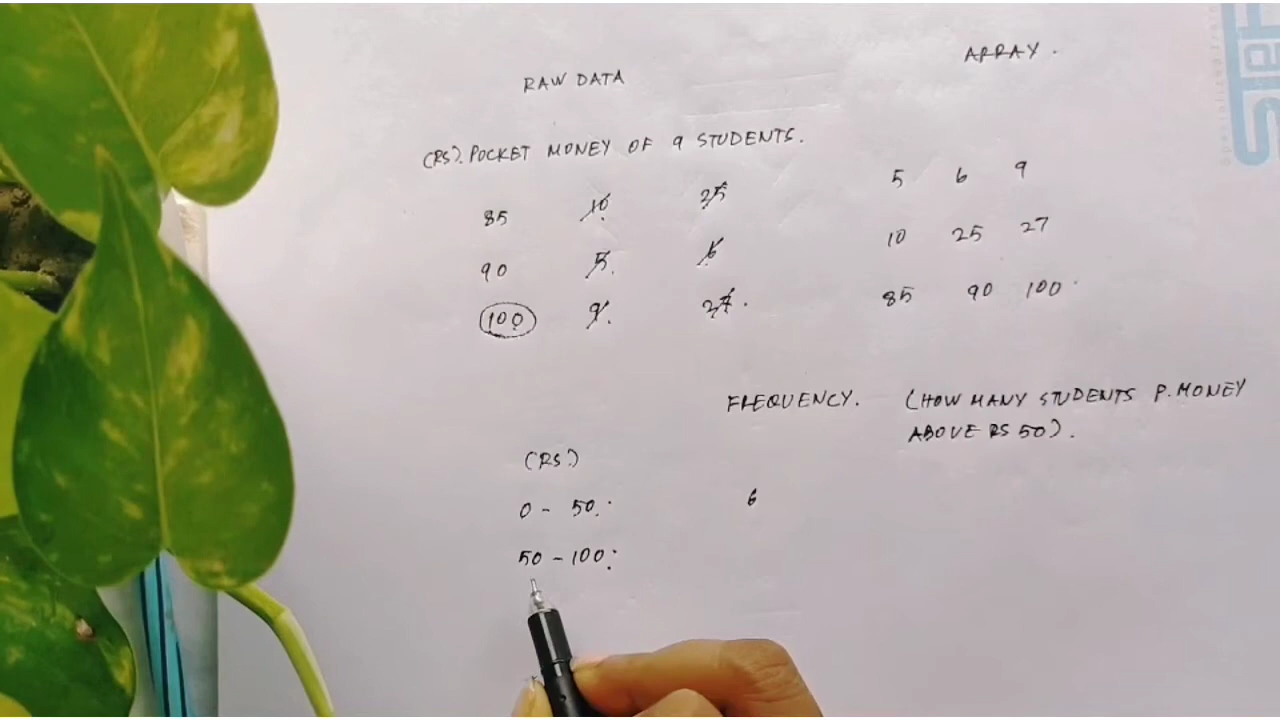 RAW DATA
ARRAY.
(RS). POCKET MONEY OF 9 STUDENTS.
85 10. 25
90 5. 6
100 9. 27.
5 6 9
10 25 27
85 90 100
FREQUENCY. (HOW MANY STUDENTS P. MONEY
ABOVE RS 50).
(RS.)
0 - 50. 6
50 - 100.